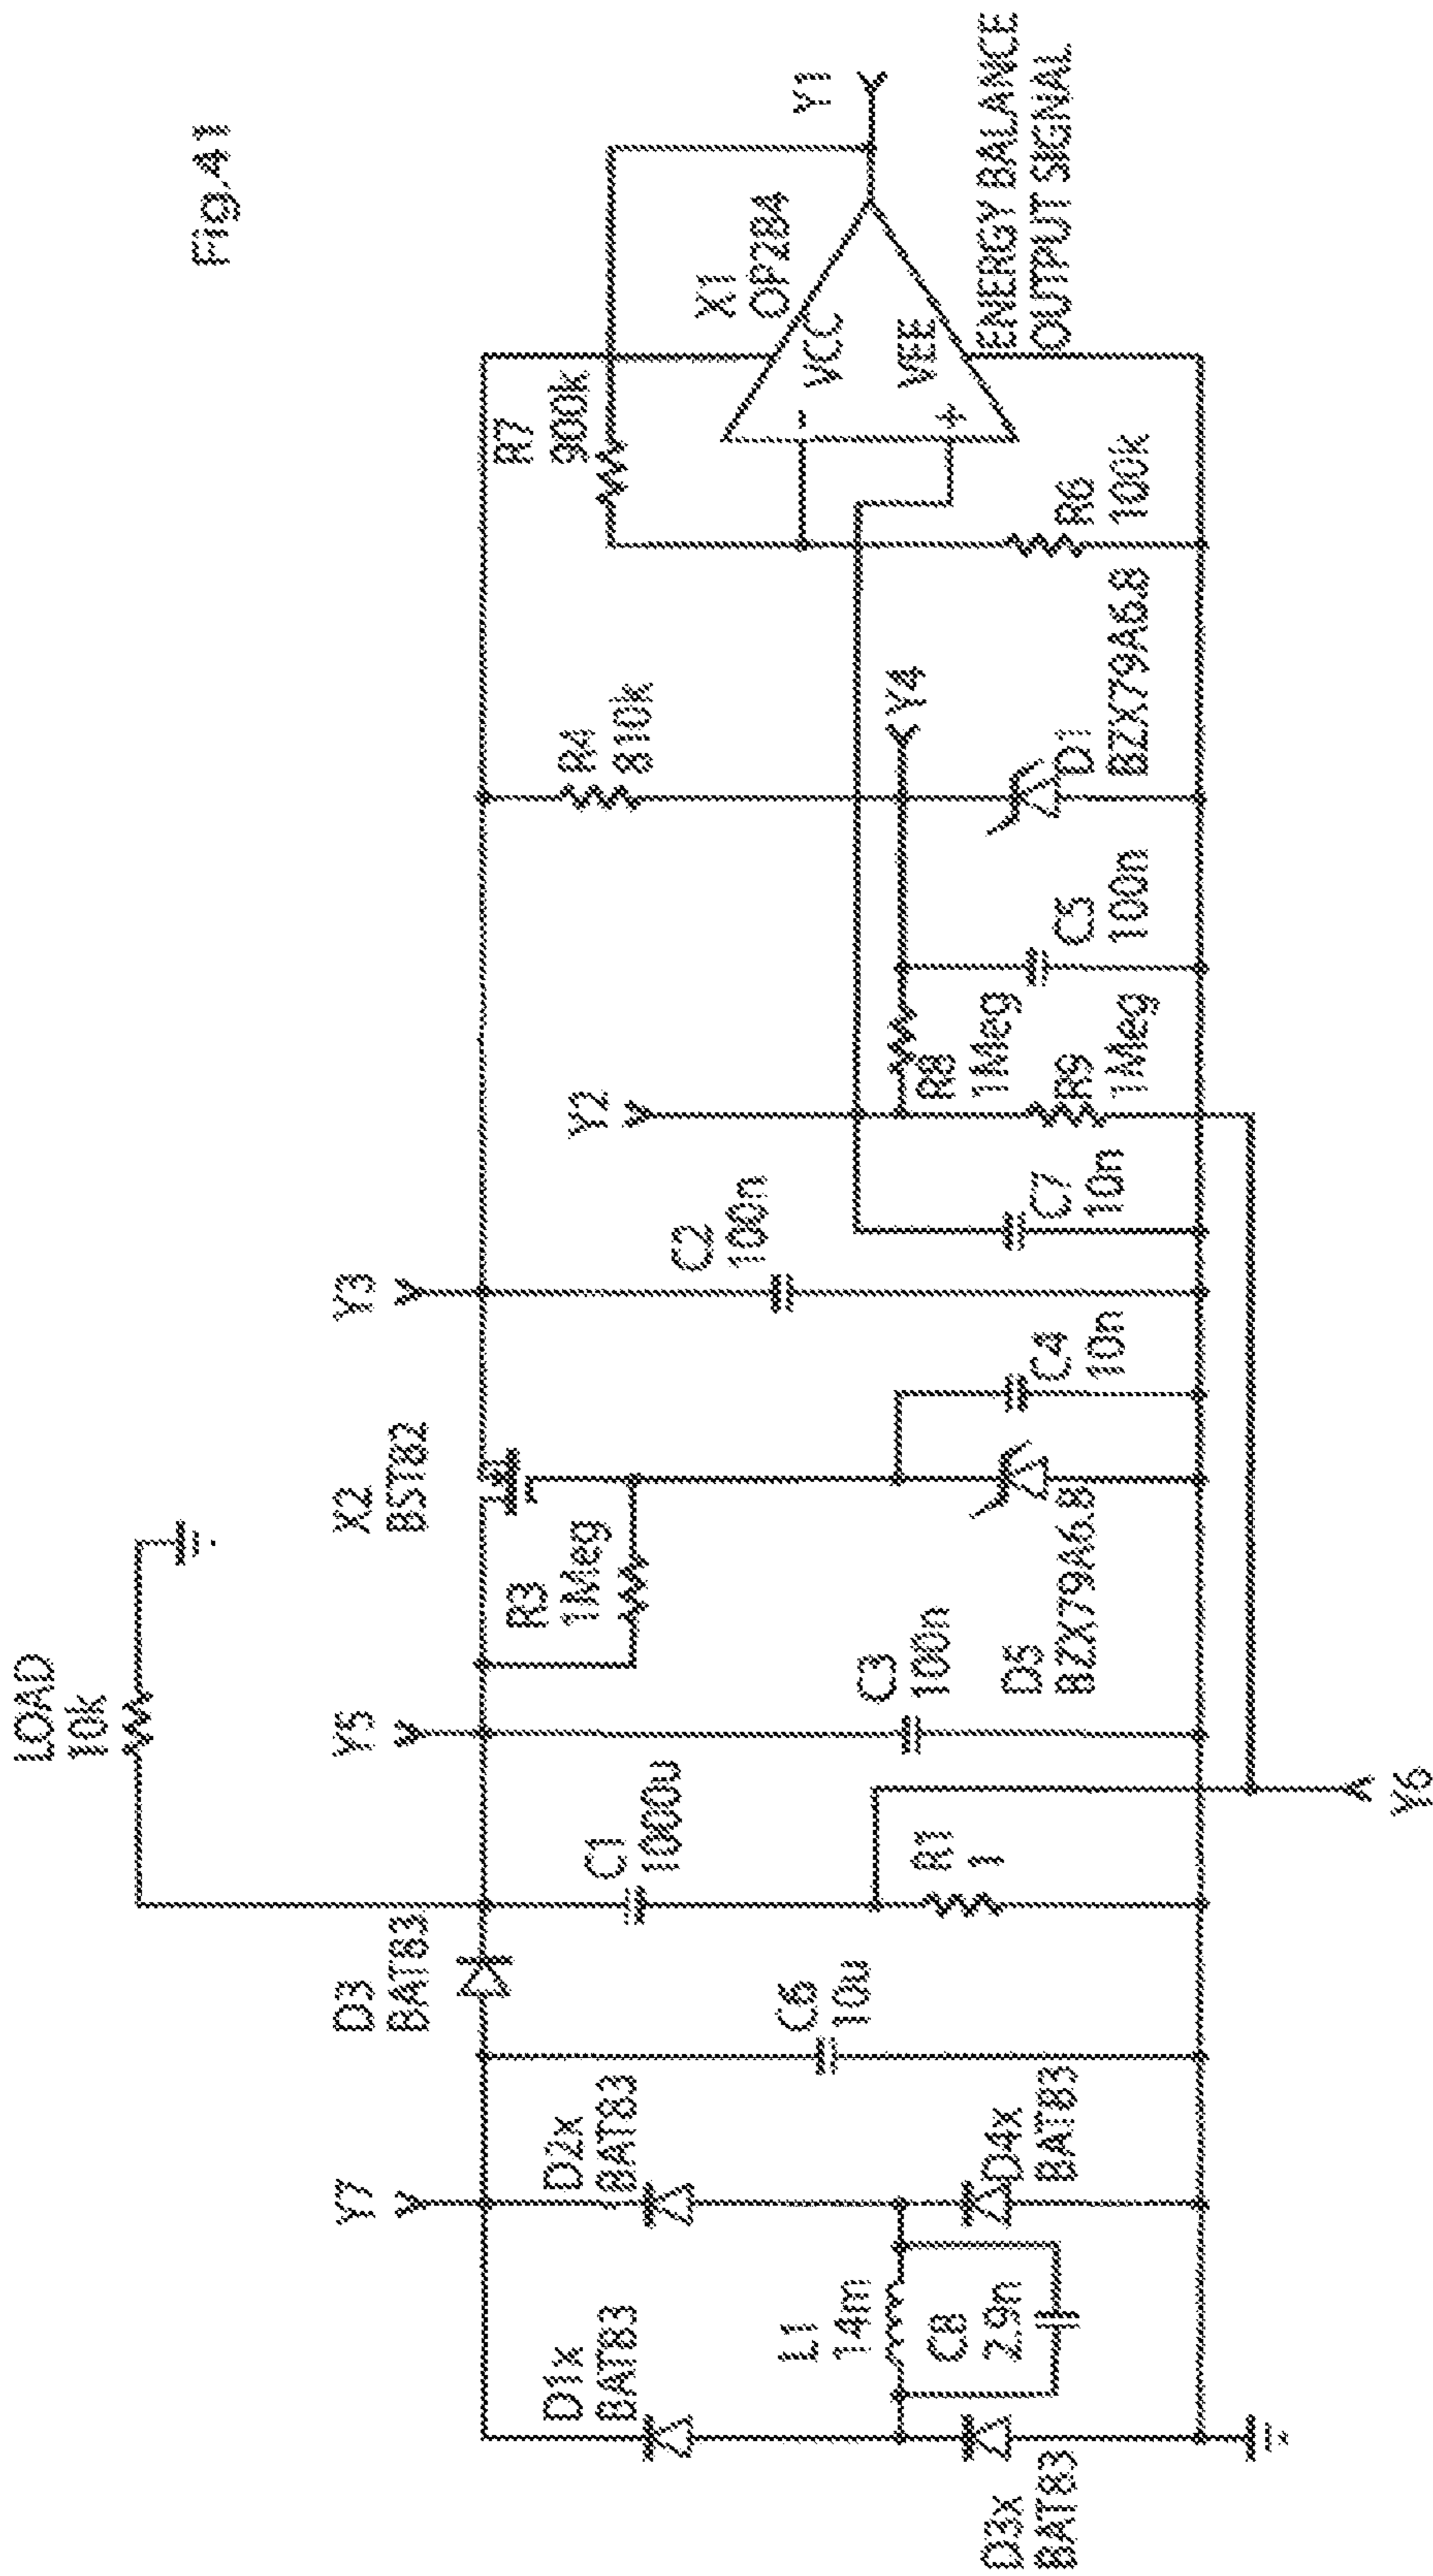 Fig.41
LOAD
10k
D3
BAT83
Y7
Y5
X2
BST82
Y3
D1x
BAT83
D2x
BAT83
C6
10u
C1
1000u
R1
1
C3
100n
R3
1Meg
D5
BZX79A6.8
C4
10n
C2
100n
C7
10n
Y2
R8
1Meg
R9
1Meg
C5
100n
R4
810k
Y4
D1
BZX79A6.8
R7
900k
R6
100k
X1
OP28A
VCC
VEE
-
+
Y1
ENERGY BALANCE
OUTPUT SIGNAL
L1
14m
C8
2.9n
D3x
BAT83
D4x
BAT83
Y6